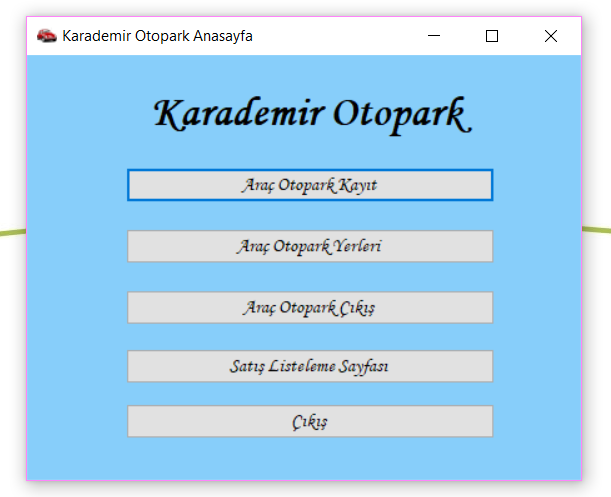 Karademir Otopark Anasayfa
Karademir Otopark
Araç Otopark Kayıt
Araç Otopark Yerleri
Araç Otopark Çıkış
Satış Listeleme Sayfası
Çıkış